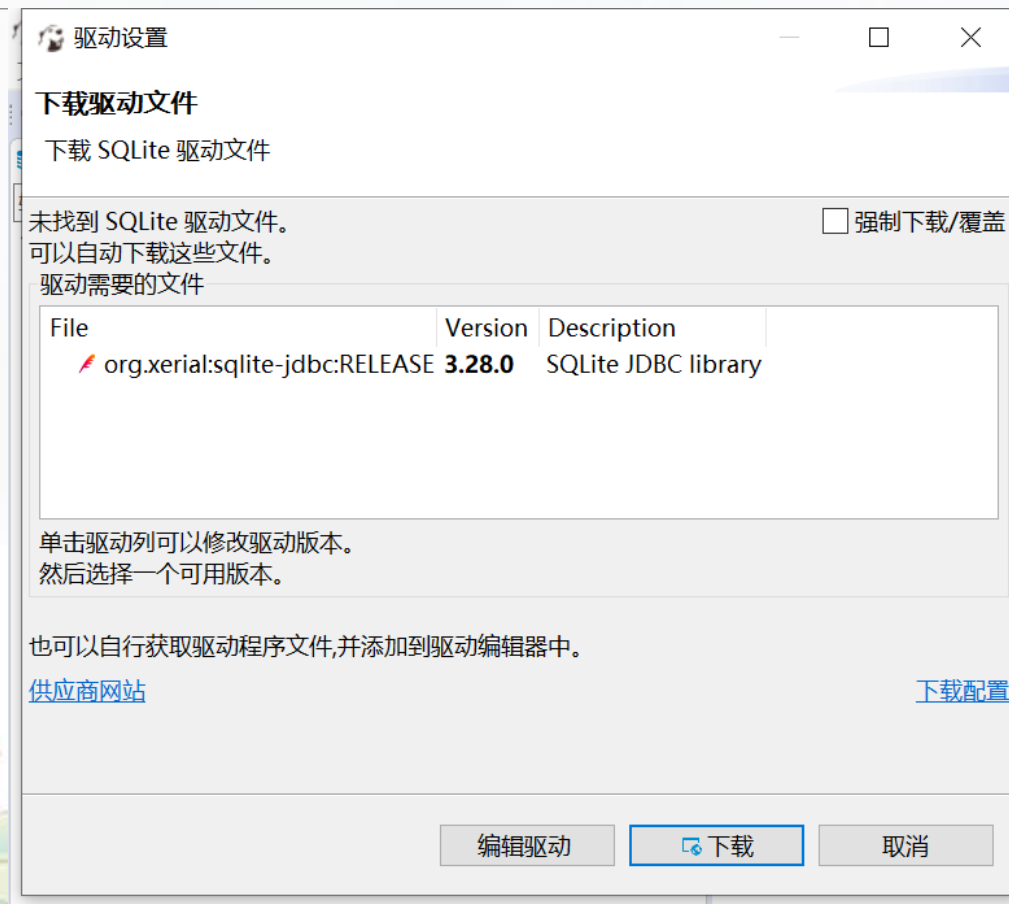 驱动设置
下载驱动文件
下载 SQLite 驱动文件
未找到 SQLite 驱动文件。
强制下载/覆盖
可以自动下载这些文件。
驱动需要的文件
File Version Description
org.xerial:sqlite-jdbc:RELEASE 3.28.0 SQLite JDBC library
单击驱动列可以修改驱动版本。
然后选择一个可用版本。
也可以自行获取驱动程序文件,并添加到驱动编辑器中。
供应商网站 下载配置
编辑驱动 下载 取消